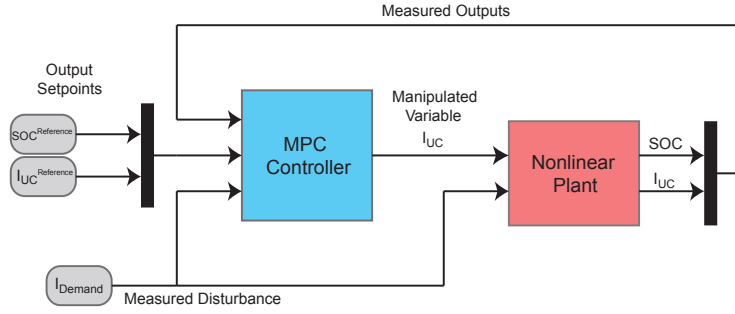 Measured Outputs
Output
Setpoints
SOC^Reference
I_UC^Reference
MPC
Controller
Manipulated
Variable
I_UC
Nonlinear
Plant
SOC
I_UC
I_Demand
Measured Disturbance